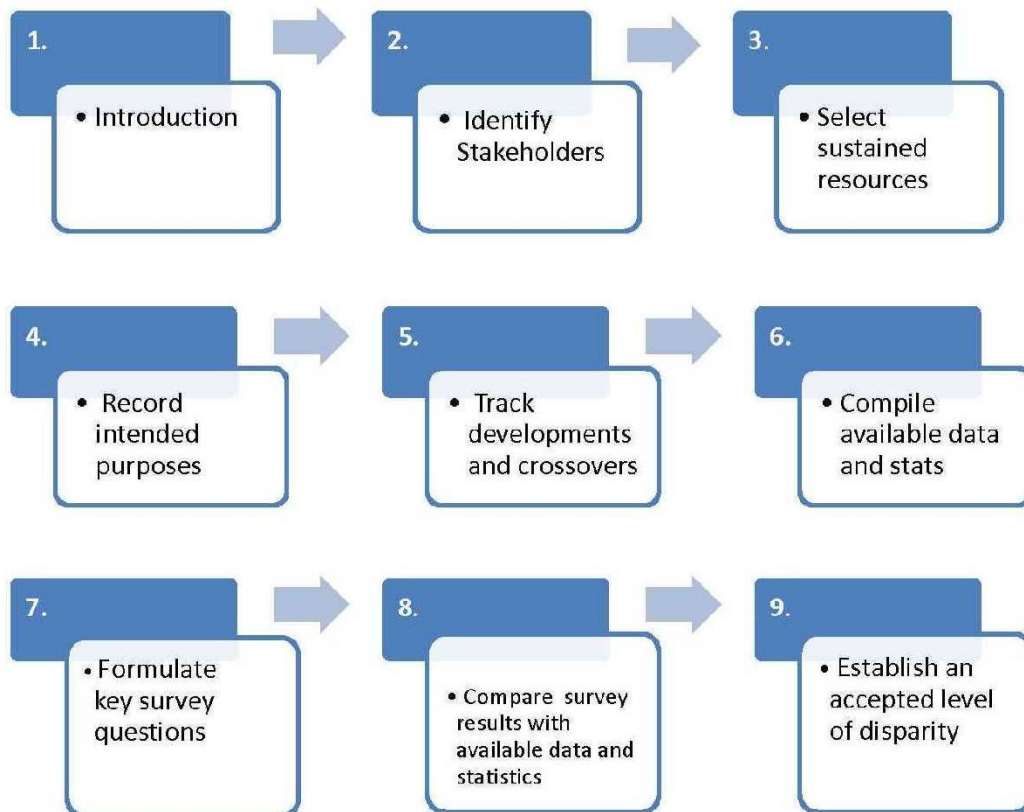 1.
• Introduction
2.
• Identify
Stakeholders
3.
• Select
sustained
resources
4.
• Record
intended
purposes
5.
• Track
developments
and crossovers
6.
• Compile
available data
and stats
7.
• Formulate
key survey
questions
8.
• Compare survey
results with
available data and
statistics
9.
• Establish an
accepted level
of disparity